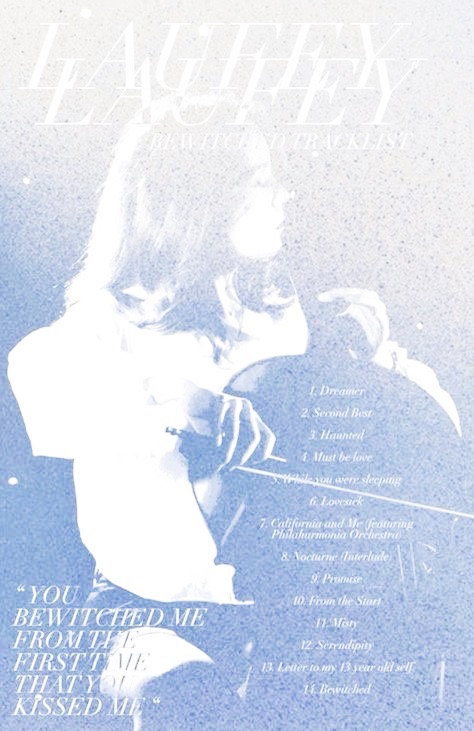 LAUFEY
LAUFEY
BEWITCHED TRACKLIST
1. Dreamer
2. Second Best
3. Haunted
4. Must be love
5. While you were sleeping
6. Lovesick
7. California and Me (featuring
Philaharmonia Orchestra
8. Nocturne (Interlude)
9. Promise
10. From the Start
11. Misty
12. Serendipity
13. Letter to my 13 year old self
14. Bewitched
“YOU
BEWITCHED ME
FROM THE
FIRST TIME
THAT YOU
KISSED ME “